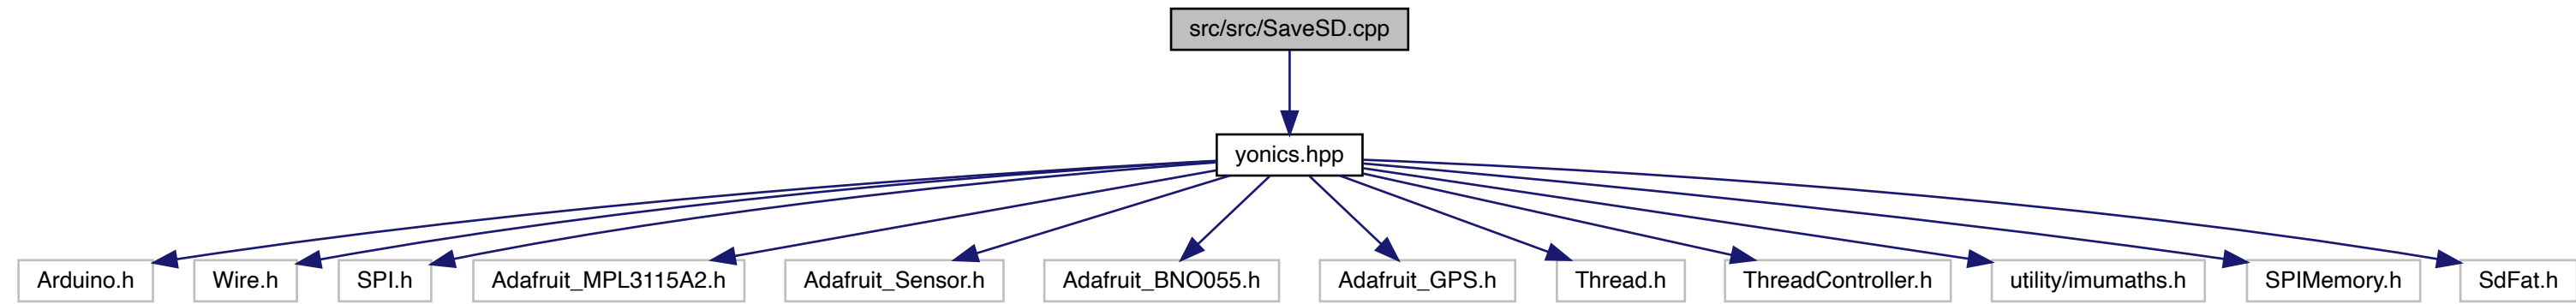 src/src/SaveSD.cpp
yonics.hpp
Arduino.h
Wire.h
SPI.h
Adafruit_MPL3115A2.h
Adafruit_Sensor.h
Adafruit_BNO055.h
Adafruit_GPS.h
Thread.h
ThreadController.h
utility/imumaths.h
SPIMemory.h
SdFat.h